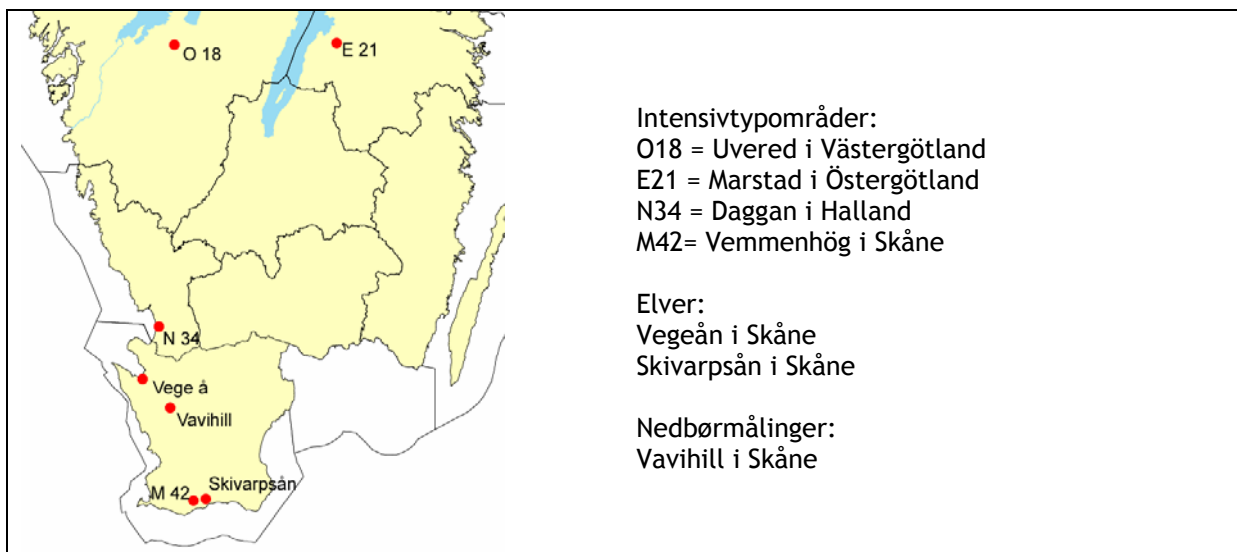 O 18
E 21
N 34
Vege å
Vavihill
M 42
Skivarpsån
Intensivtypområder:
O18 = Uvered i Västergötland
E21 = Marstad i Östergötland
N34 = Daggan i Halland
M42= Vemmenhög i Skåne
Elver:
Vegeån i Skåne
Skivarpsån i Skåne
Nedbørmålinger:
Vavihill i Skåne